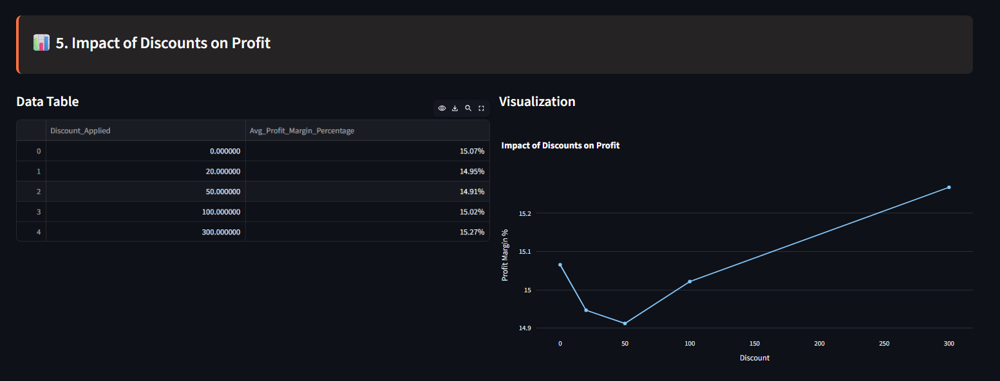 📊 5. Impact of Discounts on Profit
Data Table
Discount_Applied Avg_Profit_Margin_Percentage
0 0.000000 15.07%
1 20.000000 14.95%
2 50.000000 14.91%
3 100.000000 15.02%
4 300.000000 15.27%
Visualization
Impact of Discounts on Profit
15.2
15.1
15
14.9
Profit Margin %
0 50 100 150 200 250 300
Discount